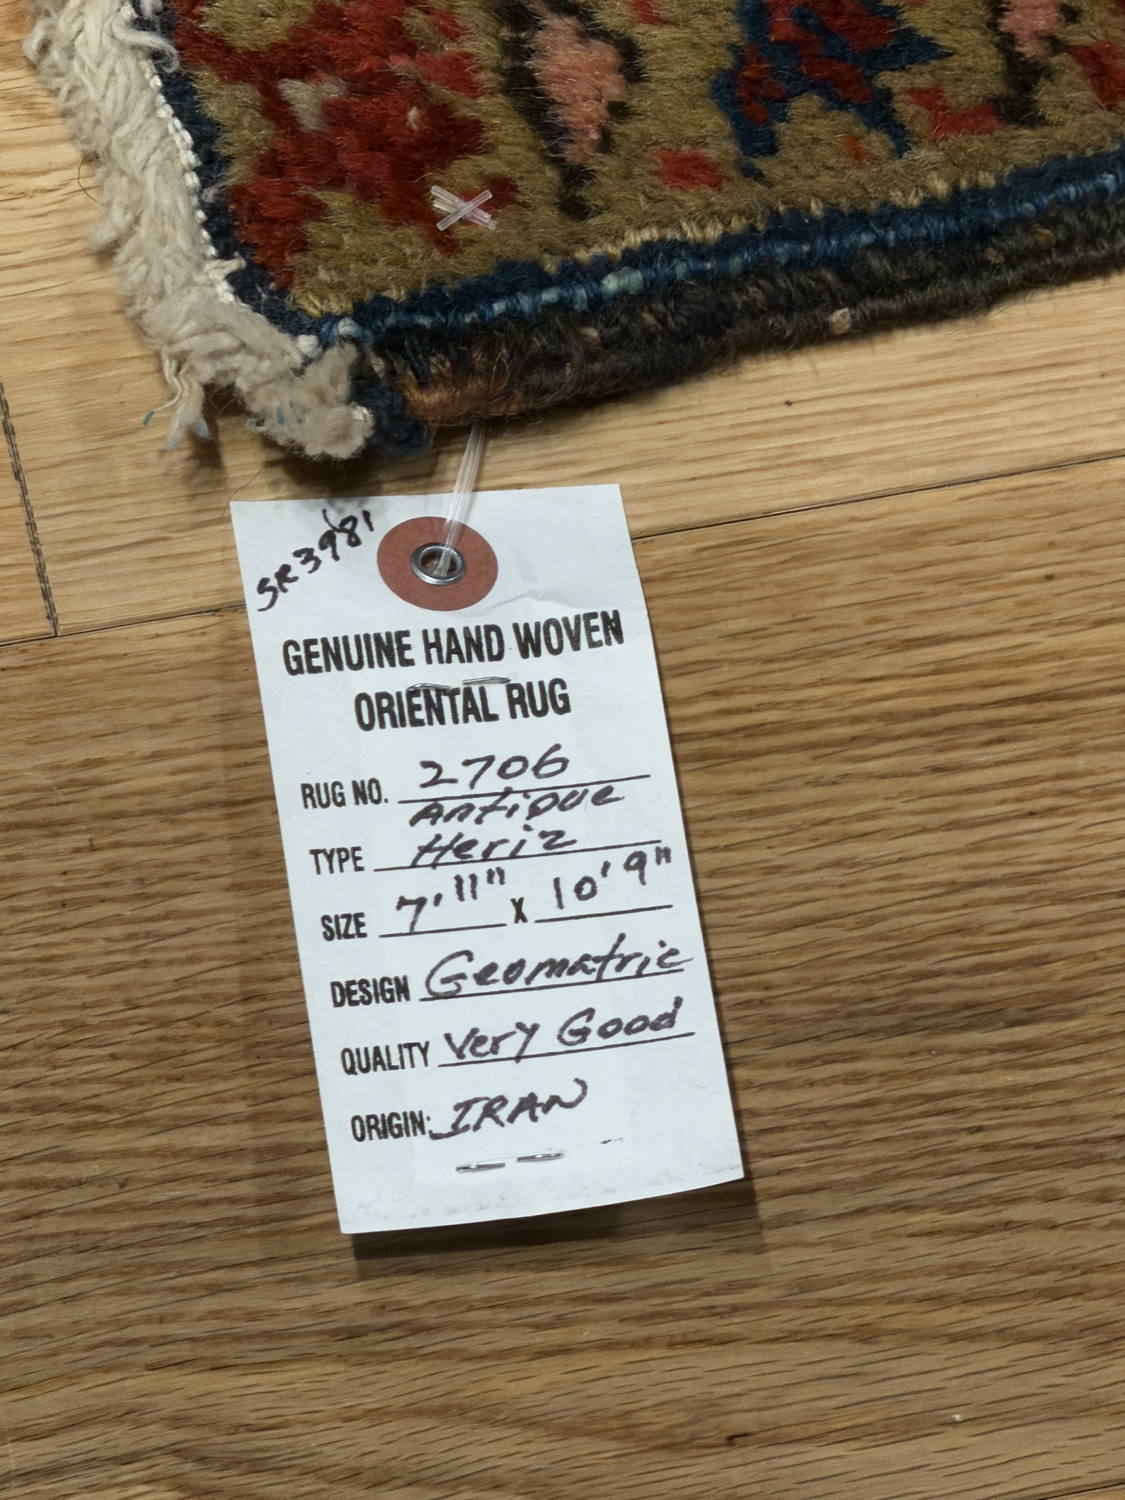 SR3981
GENUINE HAND WOVEN
ORIENTAL RUG
RUG NO. 2706
Antique
TYPE Heriz
SIZE 7'11" X 10'9"
DESIGN Geomatric
QUALITY Very Good
ORIGIN: IRAN